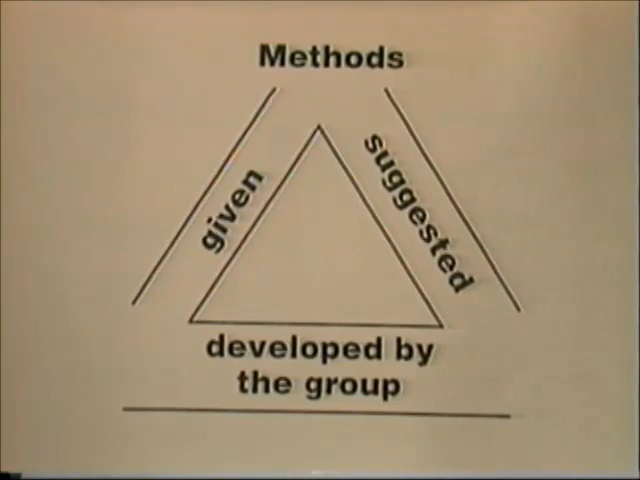 Methods
given
suggested
developed by
the group